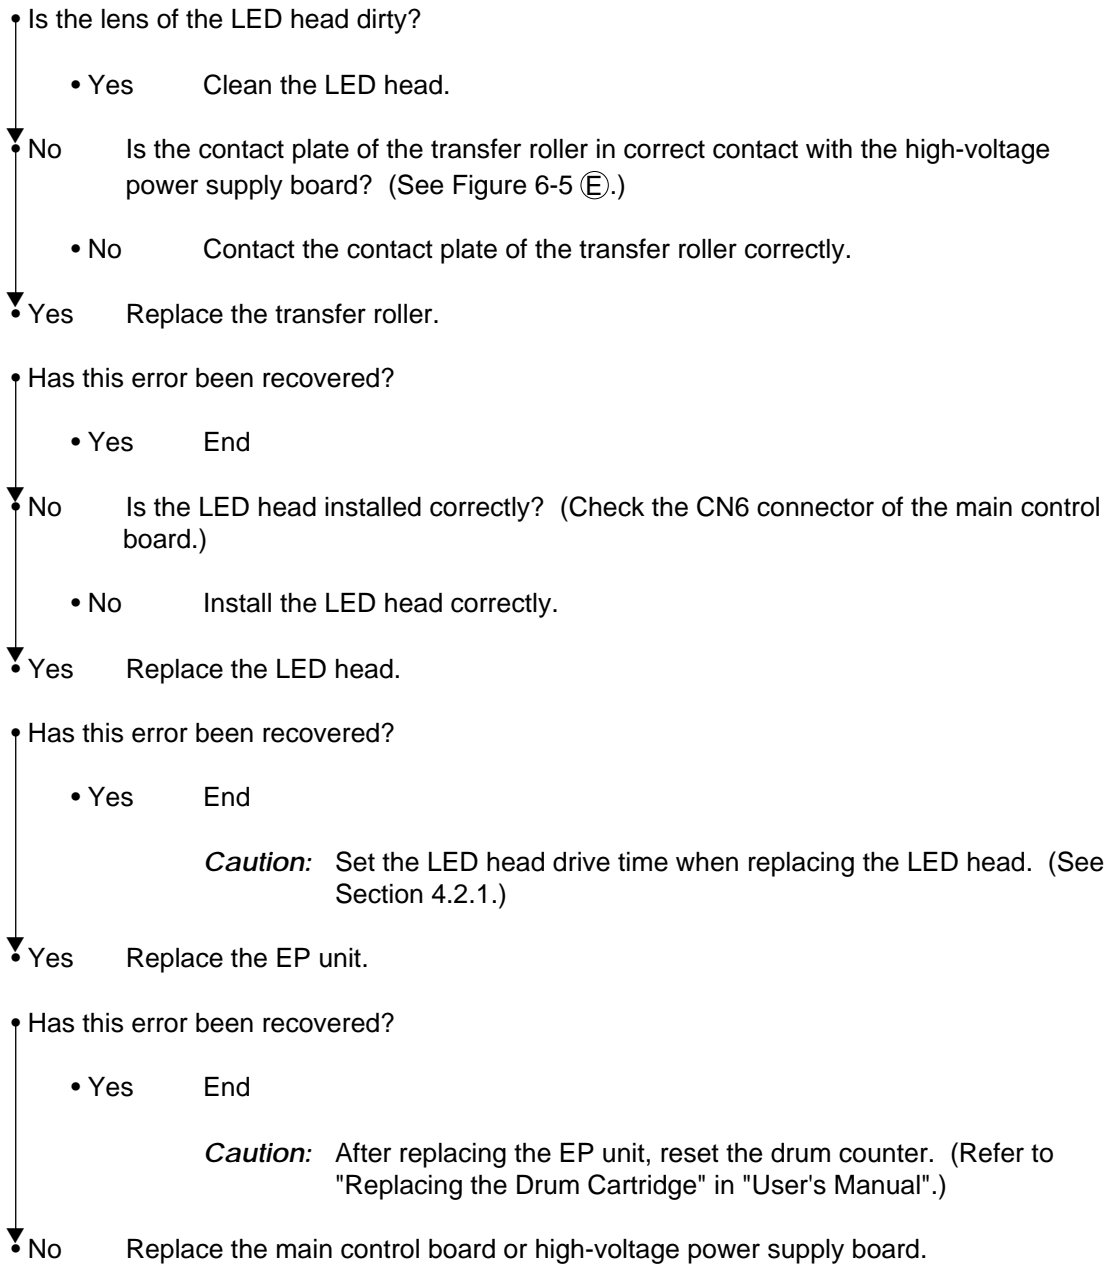 • Is the lens of the LED head dirty?
• Yes Clean the LED head.
• No Is the contact plate of the transfer roller in correct contact with the high-voltage
power supply board? (See Figure 6-5 Ⓔ.)
• No Contact the contact plate of the transfer roller correctly.
• Yes Replace the transfer roller.
• Has this error been recovered?
• Yes End
• No Is the LED head installed correctly? (Check the CN6 connector of the main control
board.)
• No Install the LED head correctly.
• Yes Replace the LED head.
• Has this error been recovered?
• Yes End
Caution: Set the LED head drive time when replacing the LED head. (See
Section 4.2.1.)
• Yes Replace the EP unit.
• Has this error been recovered?
• Yes End
Caution: After replacing the EP unit, reset the drum counter. (Refer to
"Replacing the Drum Cartridge" in "User's Manual".)
• No Replace the main control board or high-voltage power supply board.